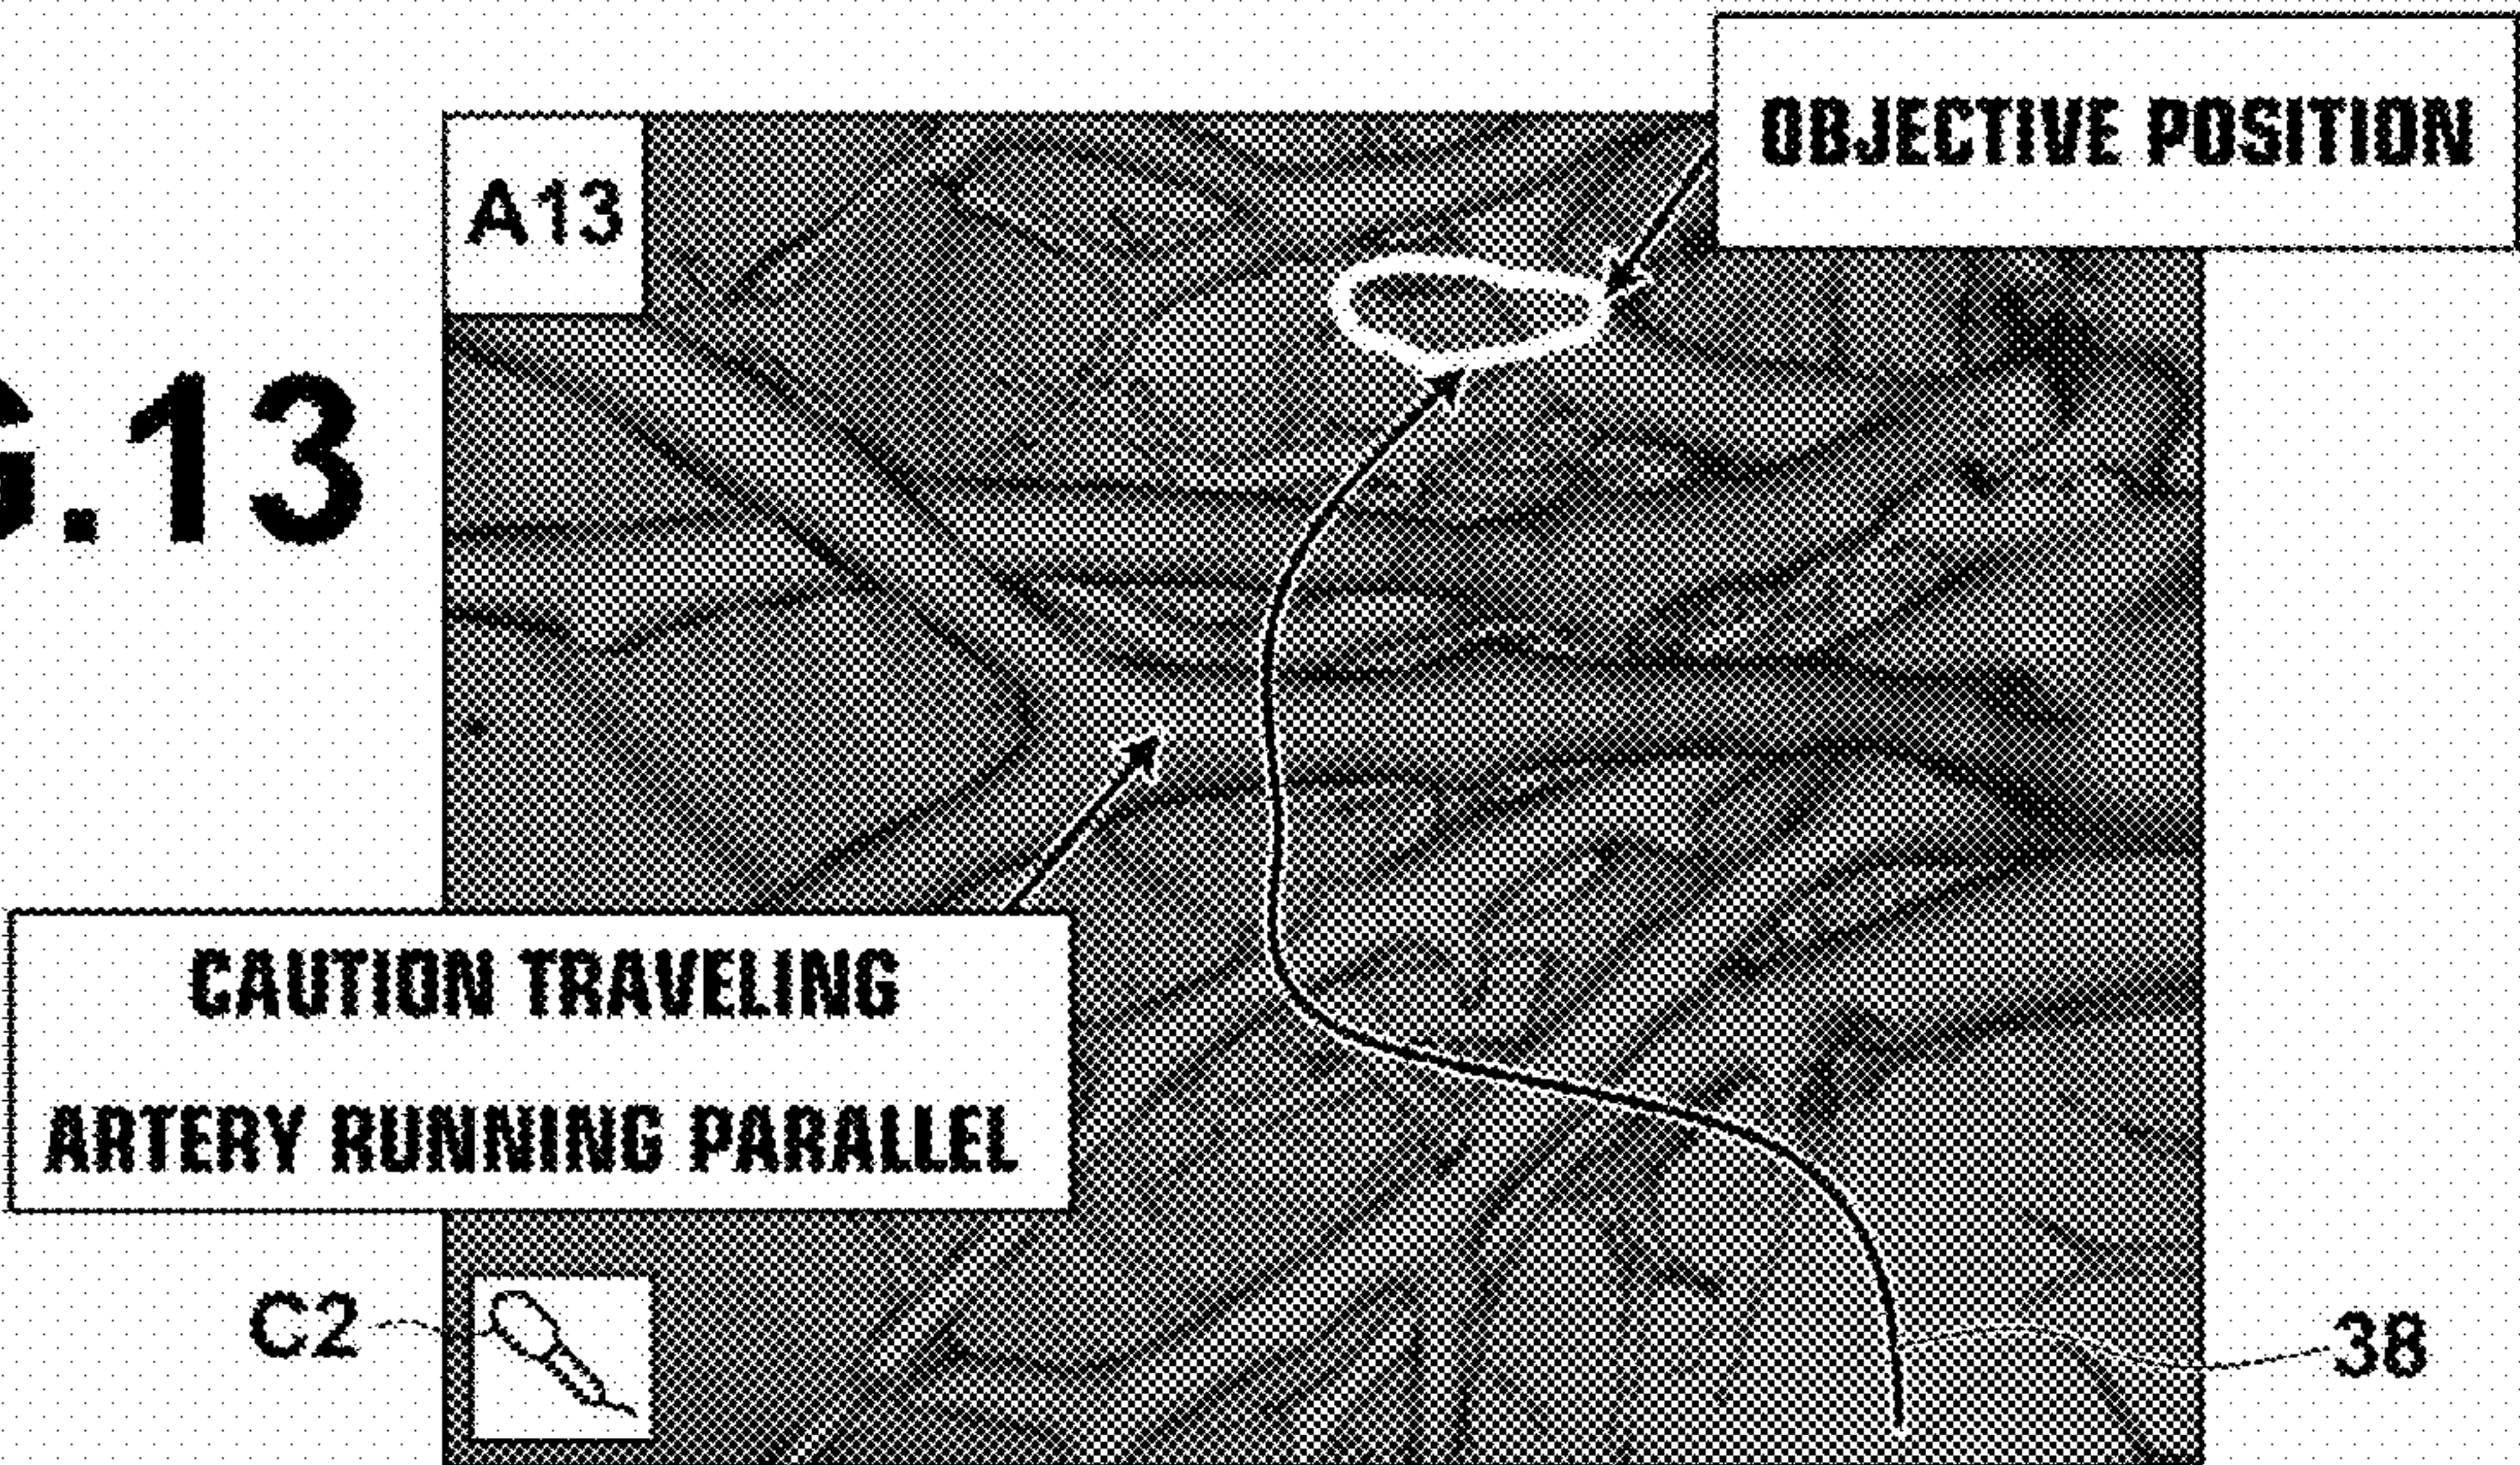 OBJECTIVE POSITION
A13
G.13
CAUTION TRAVELING
ARTERY RUNNING PARALLEL
C2
38